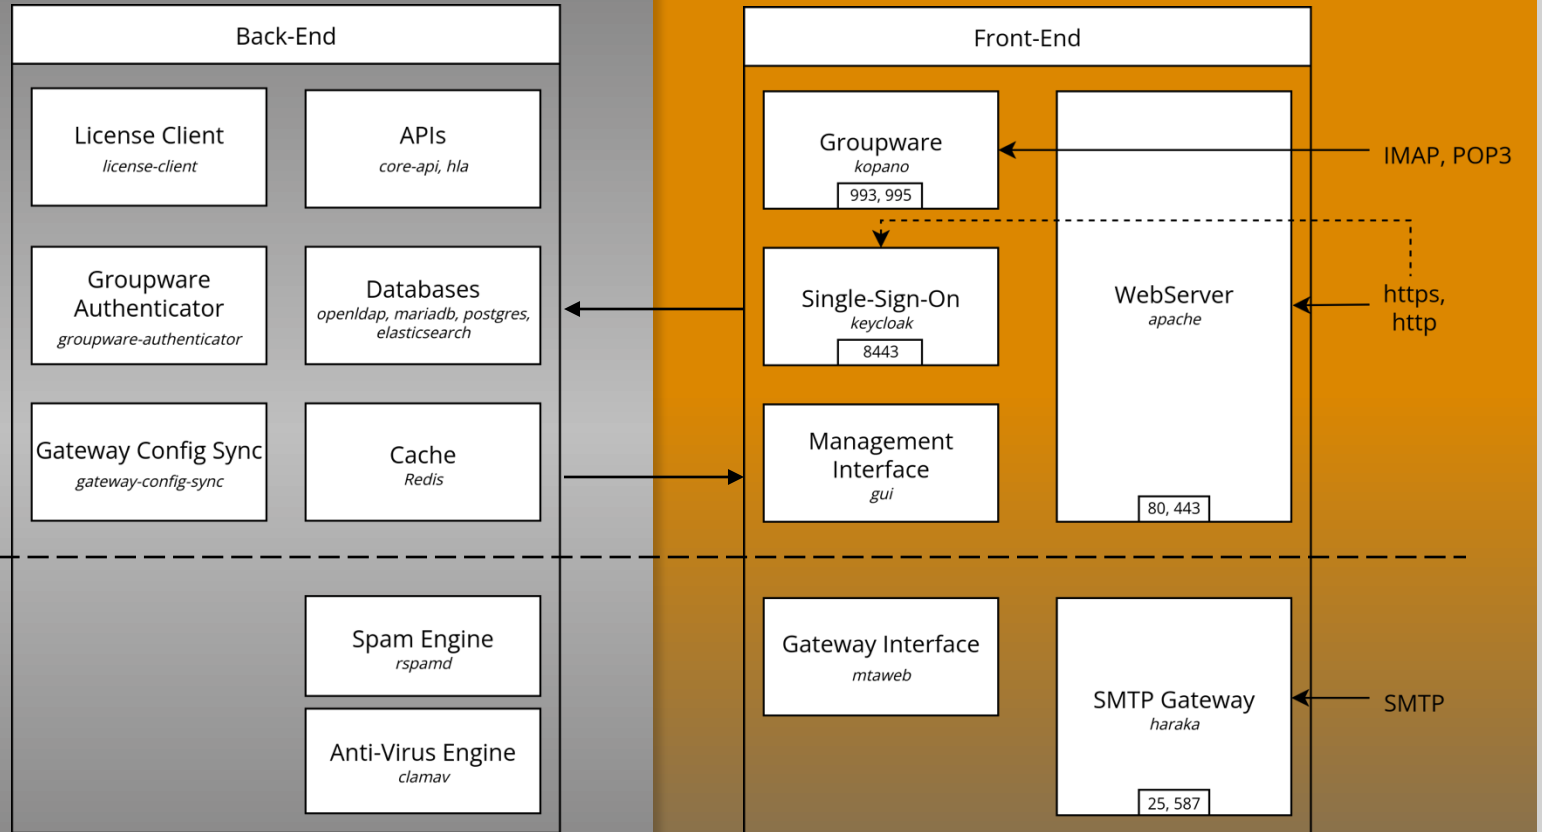 Back-End
License Client
license-client
APIs
core-api, hla
Groupware
Authenticator
groupware-authenticator
Databases
openldap, mariadb, postgres,
elasticsearch
Gateway Config Sync
gateway-config-sync
Cache
Redis
Spam Engine
rspamd
Anti-Virus Engine
clamav
Front-End
Groupware
kopano
993, 995
Single-Sign-On
keycloak
8443
Management
Interface
gui
WebServer
apache
80, 443
Gateway Interface
mtaweb
SMTP Gateway
haraka
25, 587
IMAP, POP3
https,
http
SMTP